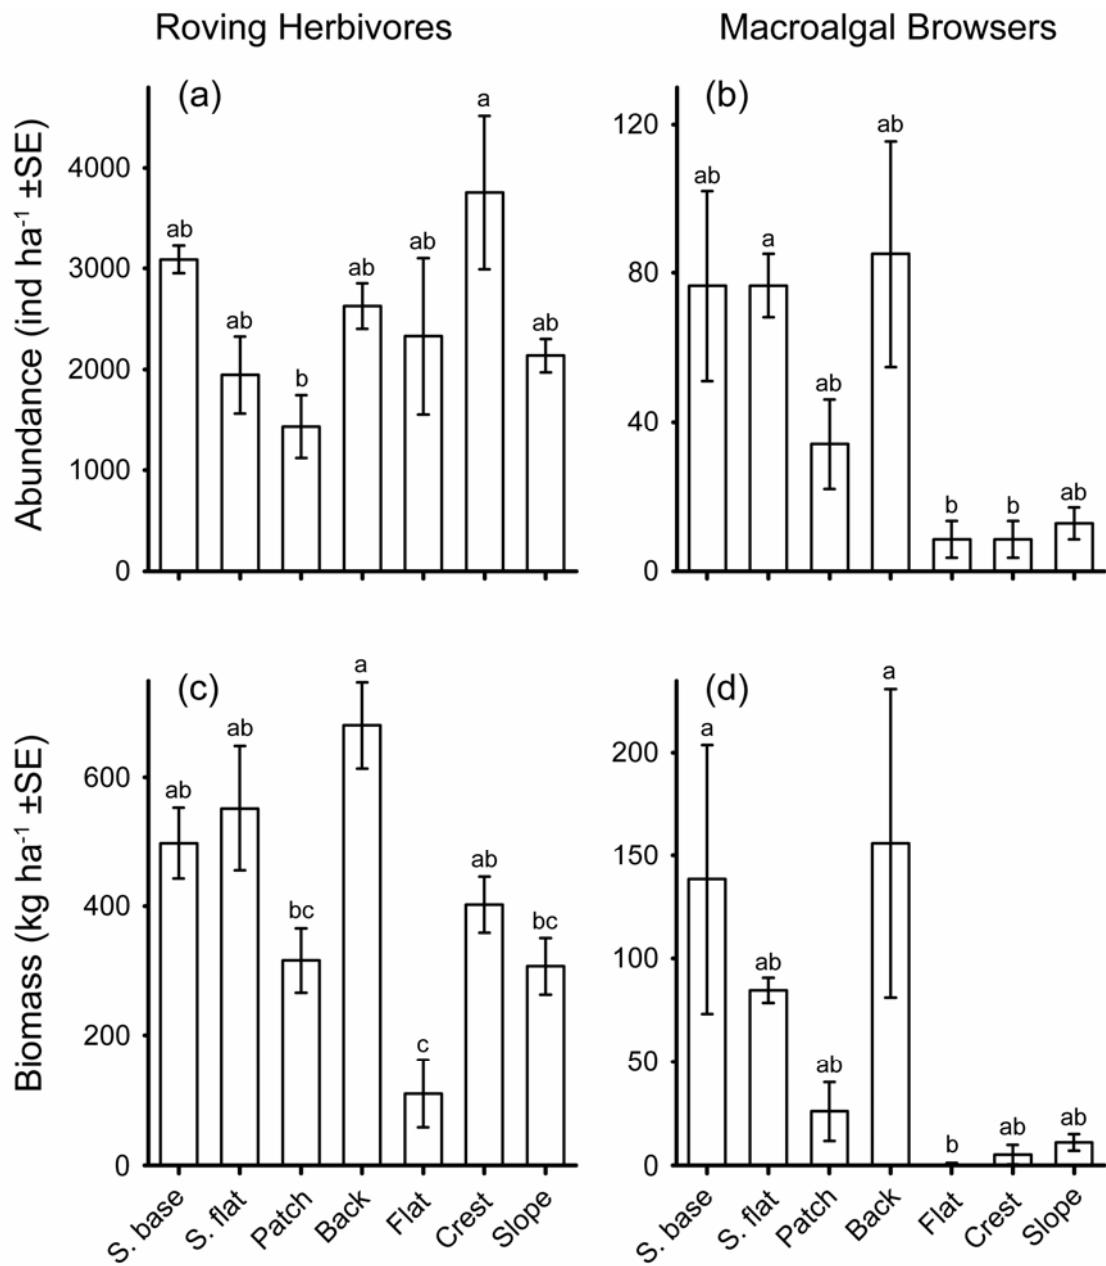 Roving Herbivores
Macroalgal Browsers
Abundance (ind ha⁻¹ ±SE)
(a)
4000
3000
2000
1000
0
ab
ab
b
ab
ab
a
ab
(b)
120
80
40
0
ab
a
ab
ab
b
b
ab
Biomass (kg ha⁻¹ ±SE)
(c)
600
400
200
0
ab
ab
bc
a
c
ab
bc
S. base
S. flat
Patch
Back
Flat
Crest
Slope
(d)
200
150
100
50
0
a
ab
ab
a
b
ab
ab
S. base
S. flat
Patch
Back
Flat
Crest
Slope